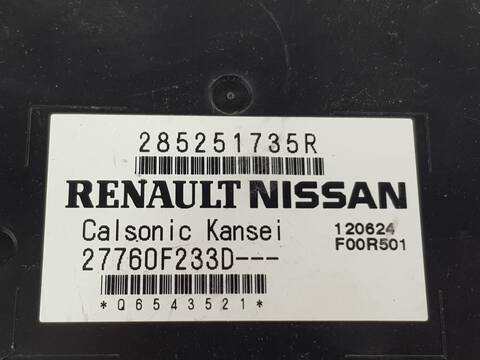 285251735R
RENAULT NISSAN
Calsonic Kansei 120624
27760F233D--- F00R501
*Q6543521*